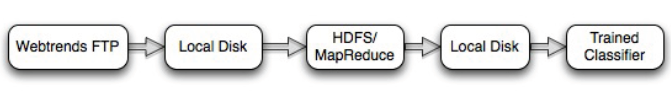 Webtrends FTP
Local Disk
HDFS/
MapReduce
Local Disk
Trained
Classifier